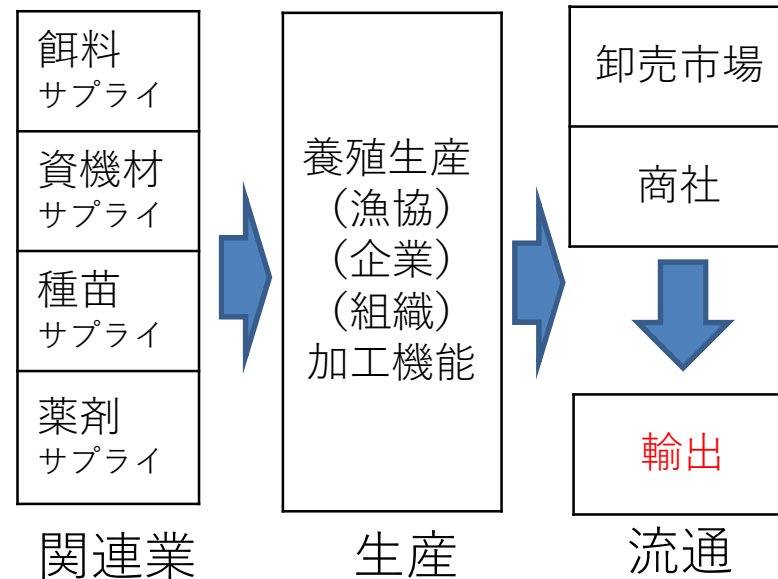 餌料
サプライ
資機材
サプライ
種苗
サプライ
薬剤
サプライ
関連業
養殖生産
(漁協)
(企業)
(組織)
加工機能
生産
卸売市場
商社
輸出
流通